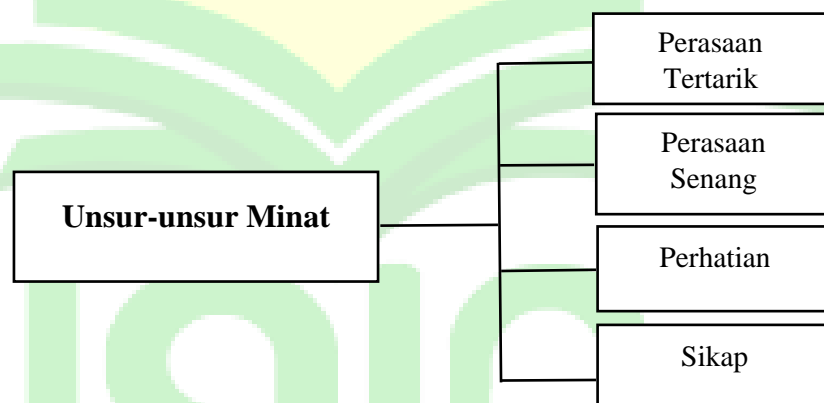 Unsur-unsur Minat
Perasaan
Tertarik
Perasaan
Senang
Perhatian
Sikap